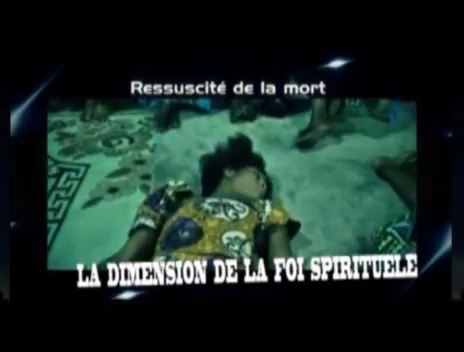 Ressuscité de la mort
LA DIMENSION DE LA FOI SPIRITUELE